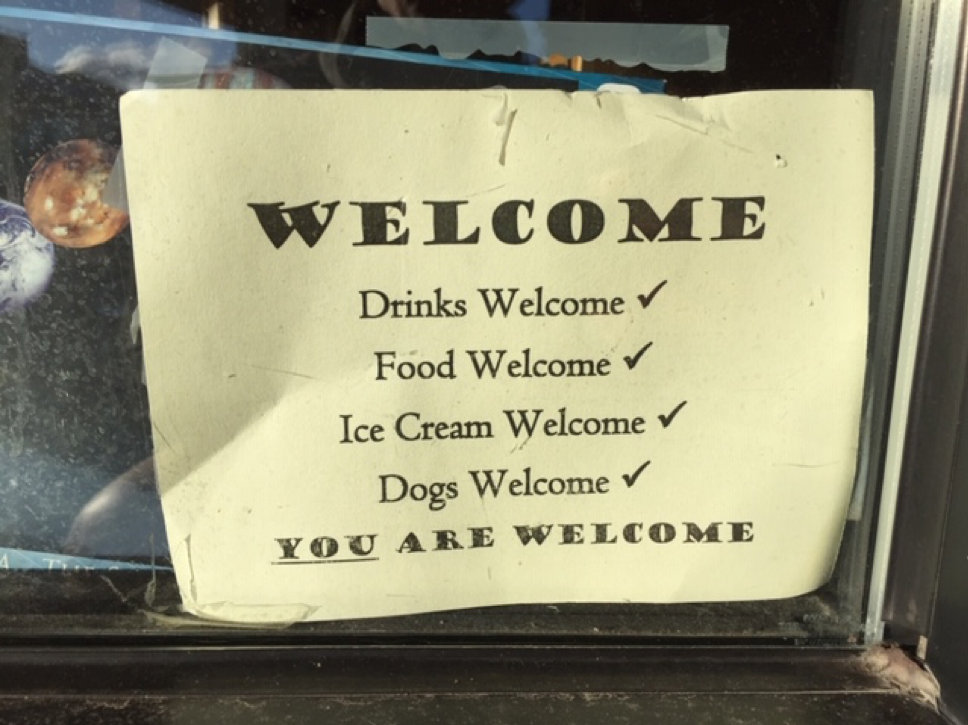 WELCOME
Drinks Welcome ✓
Food Welcome ✓
Ice Cream Welcome ✓
Dogs Welcome ✓
YOU ARE WELCOME